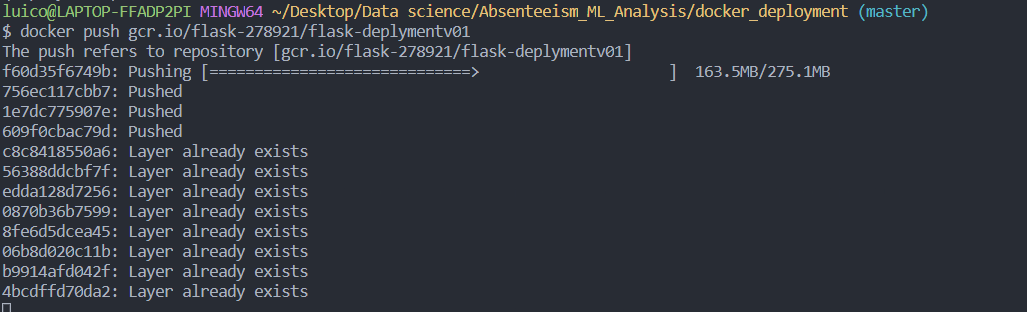 luico@LAPTOP-FFADP2PI MINGW64 ~/Desktop/Data science/Absenteeism_ML_Analysis/docker_deployment (master)
$ docker push gcr.io/flask-278921/flask-deplymentv01
The push refers to repository [gcr.io/flask-278921/flask-deplymentv01]
f60d35f6749b: Pushing [==============================>                    ]  163.5MB/275.1MB
756ec117cbb7: Pushed
1e7dc775907e: Pushed
609f0cbac79d: Pushed
c8c8418550a6: Layer already exists
56388ddcbf7f: Layer already exists
edda128d7256: Layer already exists
0870b36b7599: Layer already exists
8fe6d5dcea45: Layer already exists
06b8d020c11b: Layer already exists
b9914afd042f: Layer already exists
4bcdffd70da2: Layer already exists